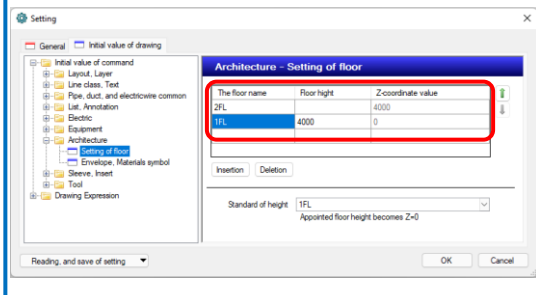 Setting
General Initial value of drawing
Initial value of command
Layout, Layer
Line class, Text
Pipe, duct, and electricwire common
List, Annotation
Electric
Equipment
Architecture
Setting of floor
Envelope, Materials symbol
Sleeve, Insert
Tool
Drawing Expression
Architecture - Setting of floor
The floor name Floor hight Z-coordinate value
2FL 4000
1FL 4000 0
Insertion Deletion
Standard of height 1FL
Appointed floor height becomes Z=0
Reading, and save of setting OK Cancel